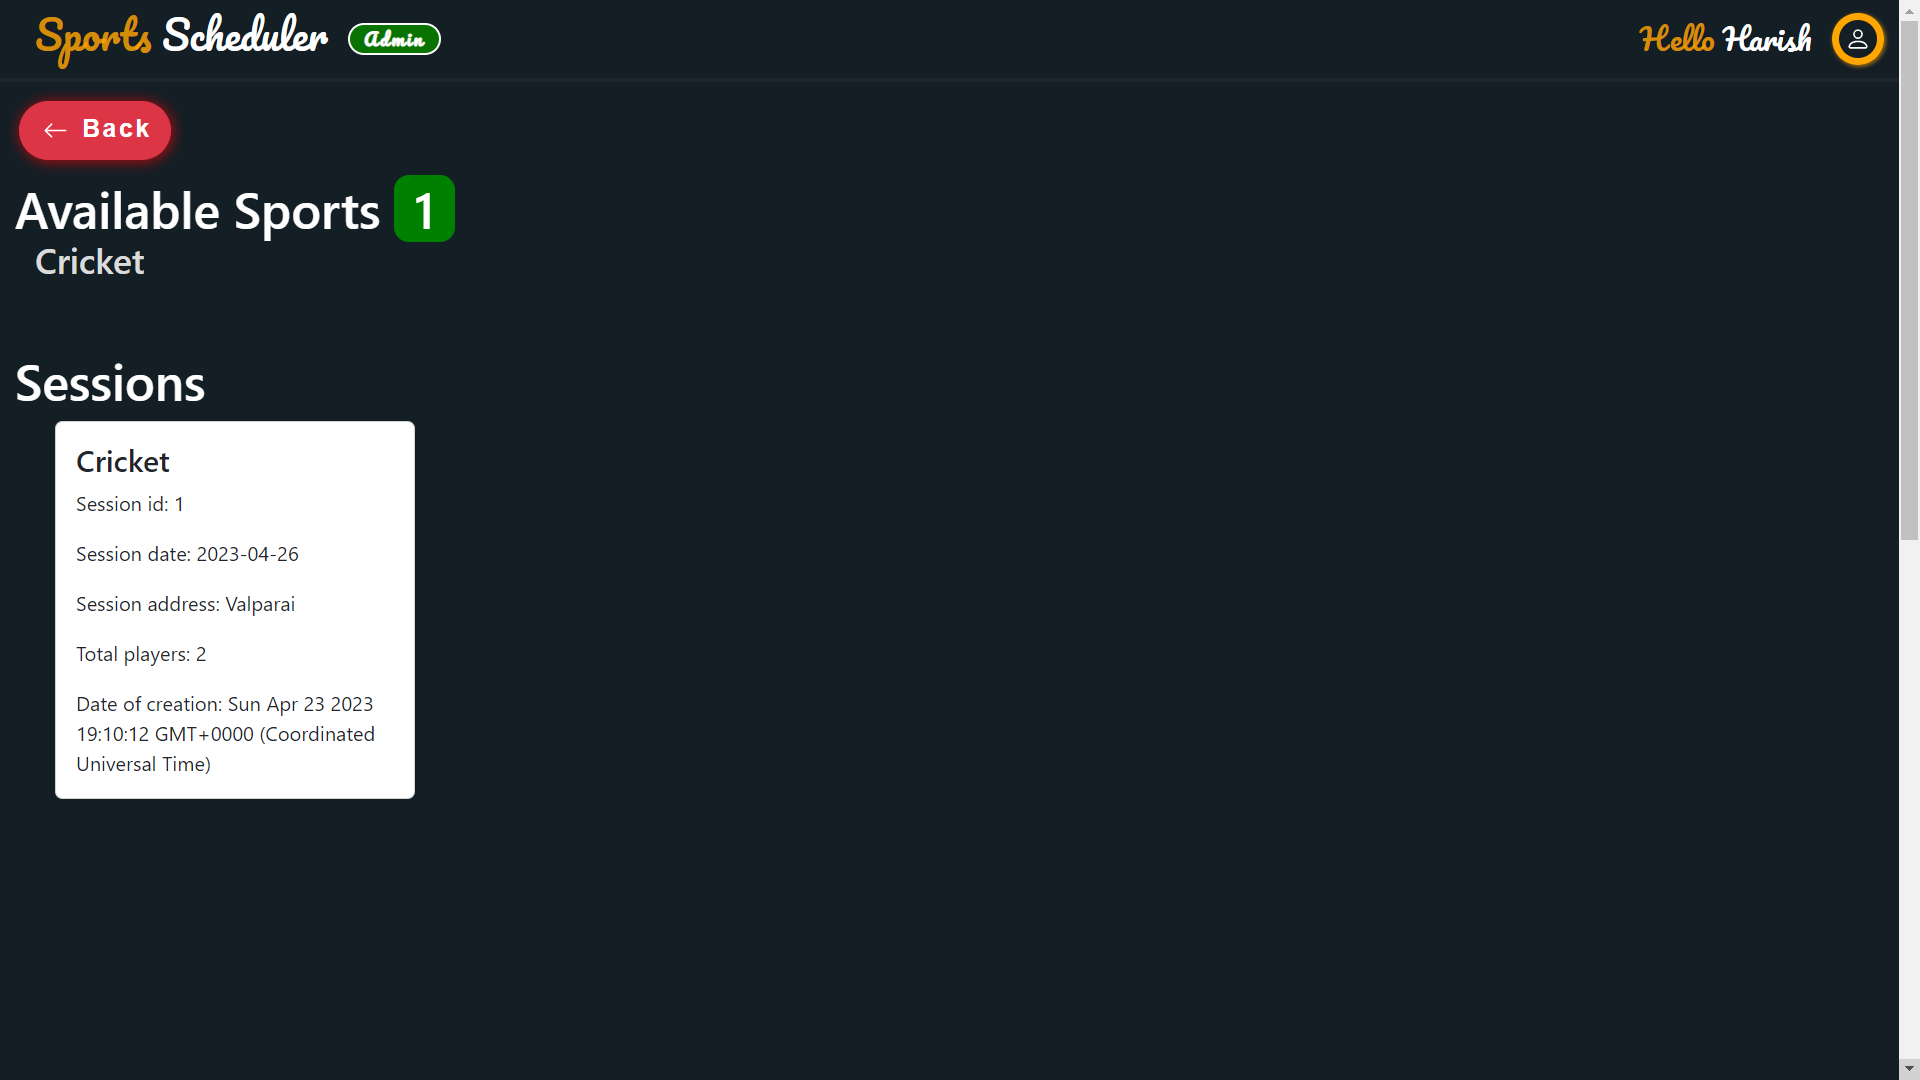 Sports Scheduler Admin
Hello Harish
Back
Available Sports 1
Cricket
Sessions
Cricket
Session id: 1
Session date: 2023-04-26
Session address: Valparai
Total players: 2
Date of creation: Sun Apr 23 2023
19:10:12 GMT+0000 (Coordinated
Universal Time)